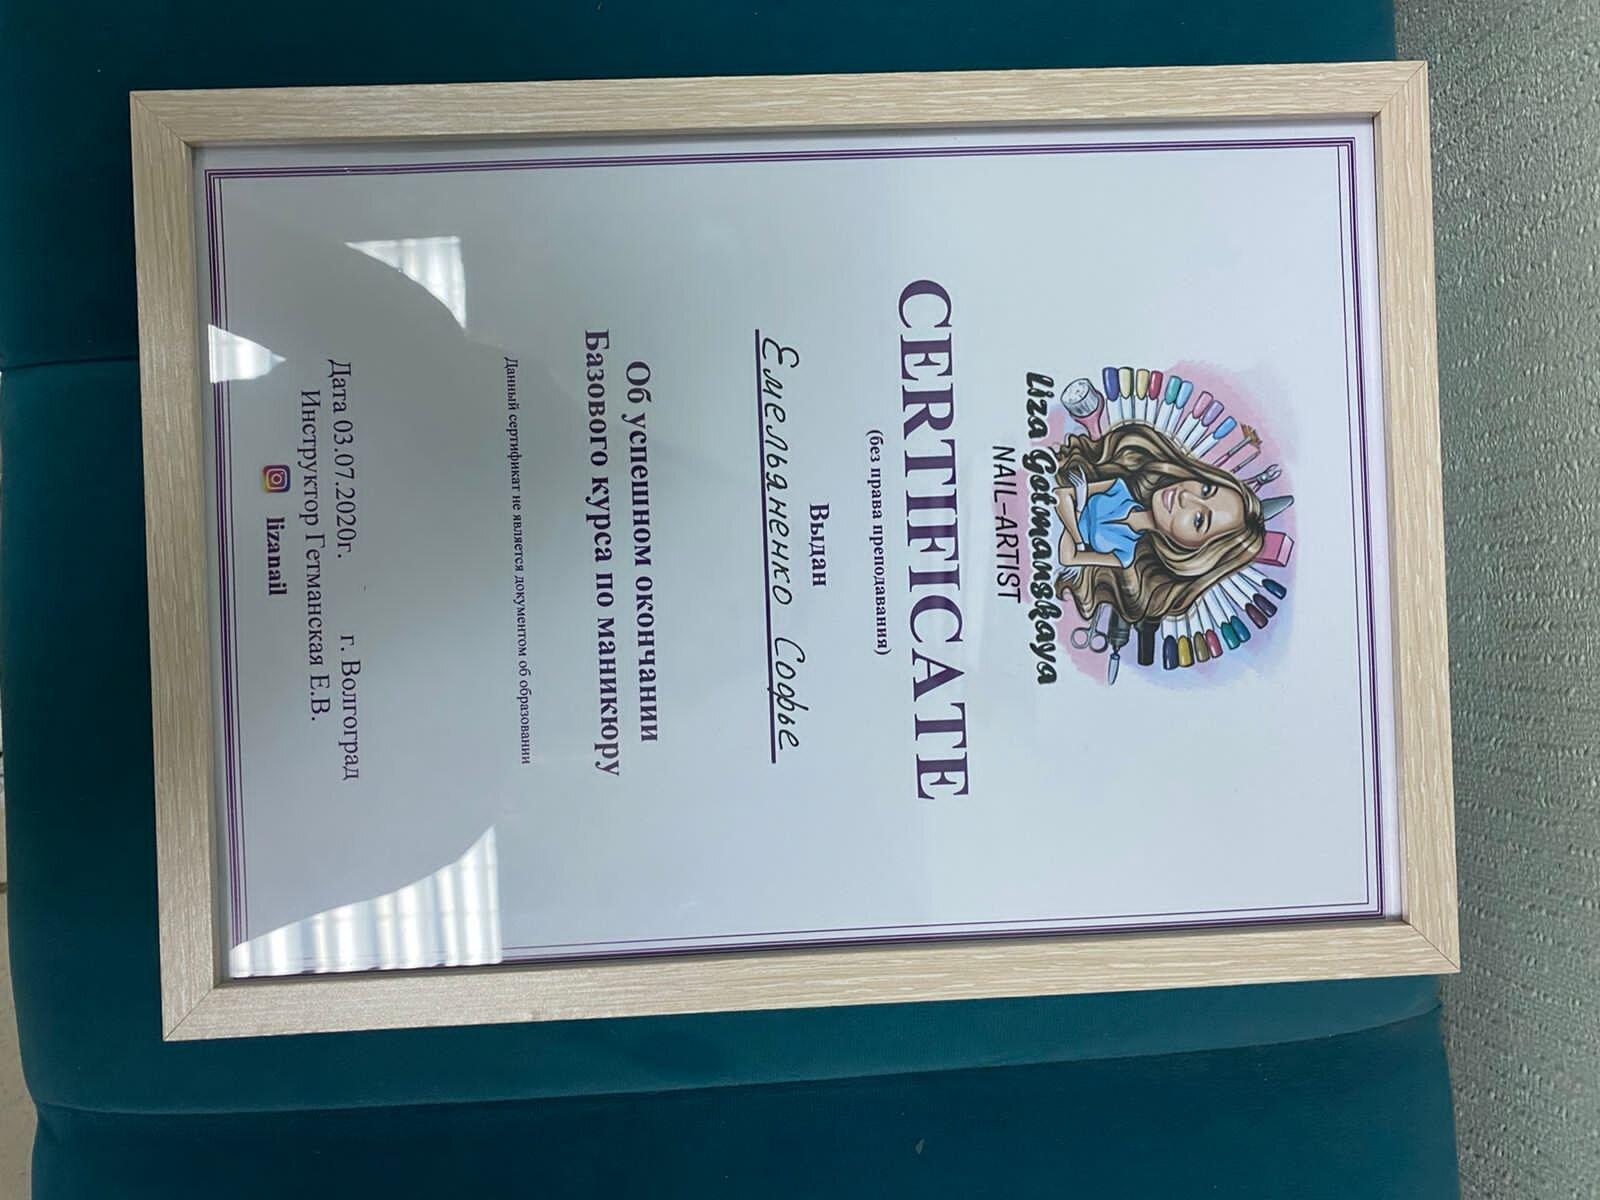 Liza Getmanskaya
NAIL-ARTIST
CERTIFICATE
(без права преподавания)
Выдан
Емельяненко Софье
Об успешном окончании
Базового курса по маникюру
Данный сертификат не является документом об образовании
Дата 03.07.2020г. г. Волгоград
Инструктор Гетманская Е.В.
lizanail